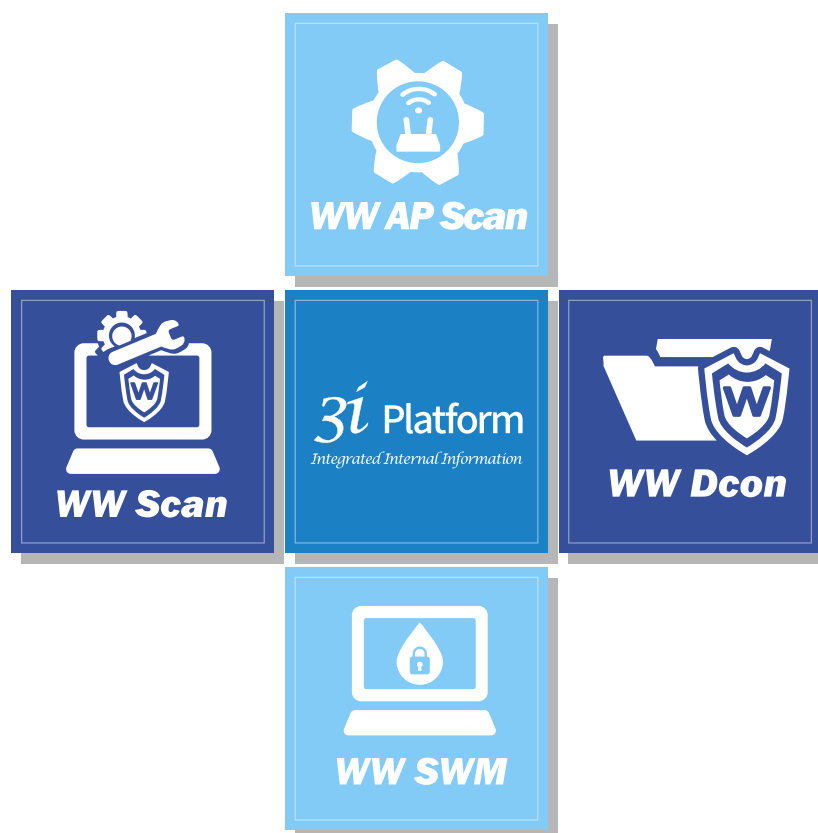 WW AP Scan
W
WW Scan
3i Platform
Integrated Internal Information
W
WW Dcon
WW SWM